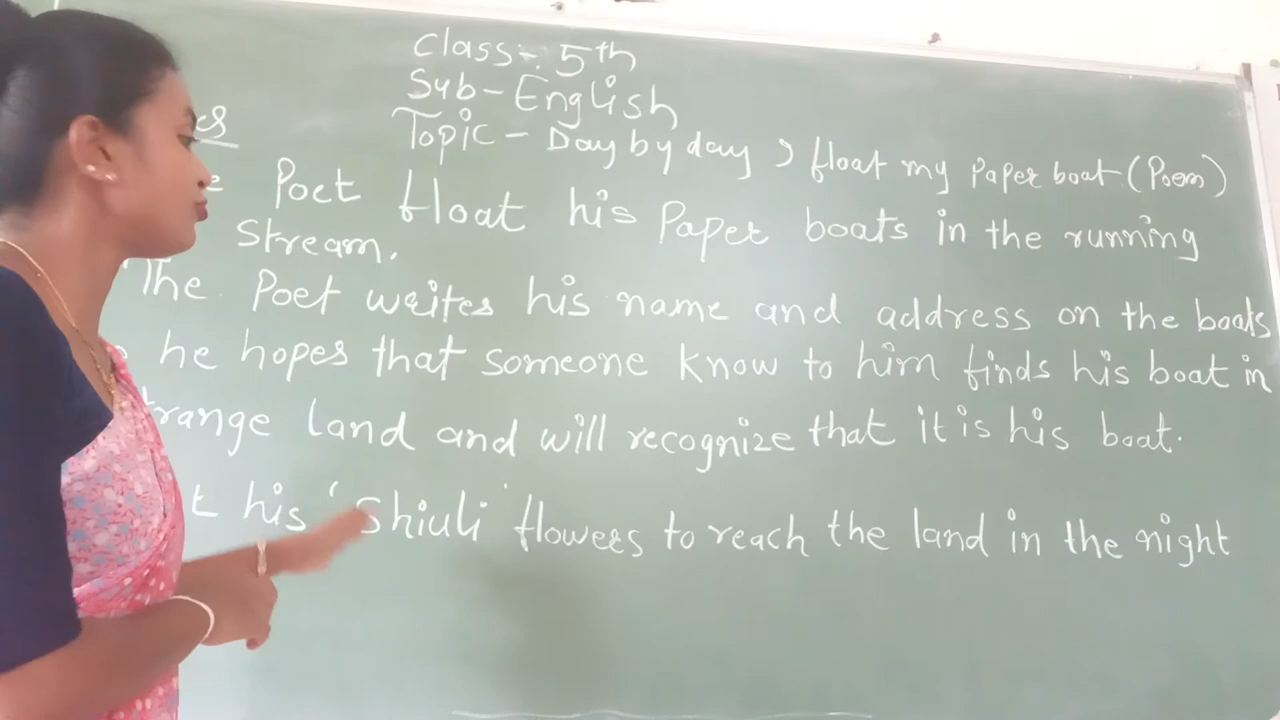 Class:- 5th
Sub - English
Topic - Day by day I float my Paper boat (Poem)
Poet float his Paper boats in the running
Stream.
The Poet writes his name and address on the boats
he hopes that someone know to him finds his boat in
land and will recognize that it is his boat.
his 'Shiuli' flowers to reach the land in the night